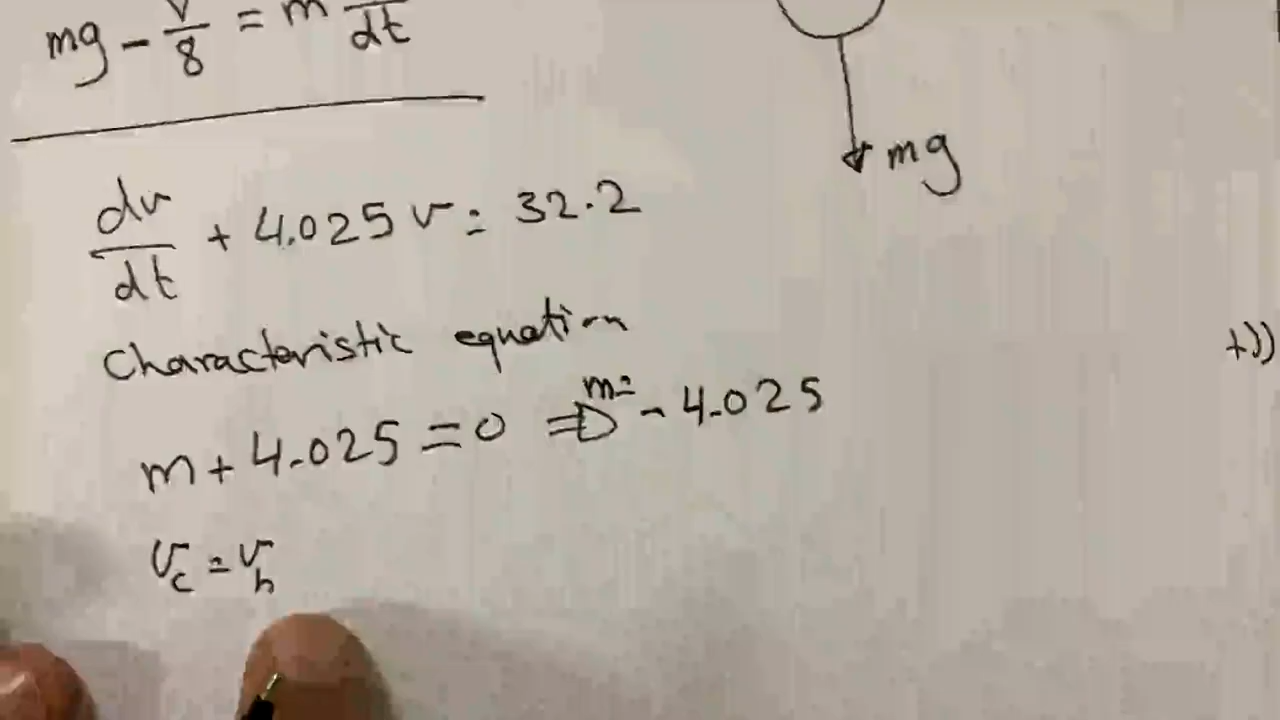 mg - v/8 = m /dt
mg
dv/dt + 4.025 v = 32.2
Characteristic equation
m + 4.025 = 0 ⇒ m = - 4.025
v_c = v_h